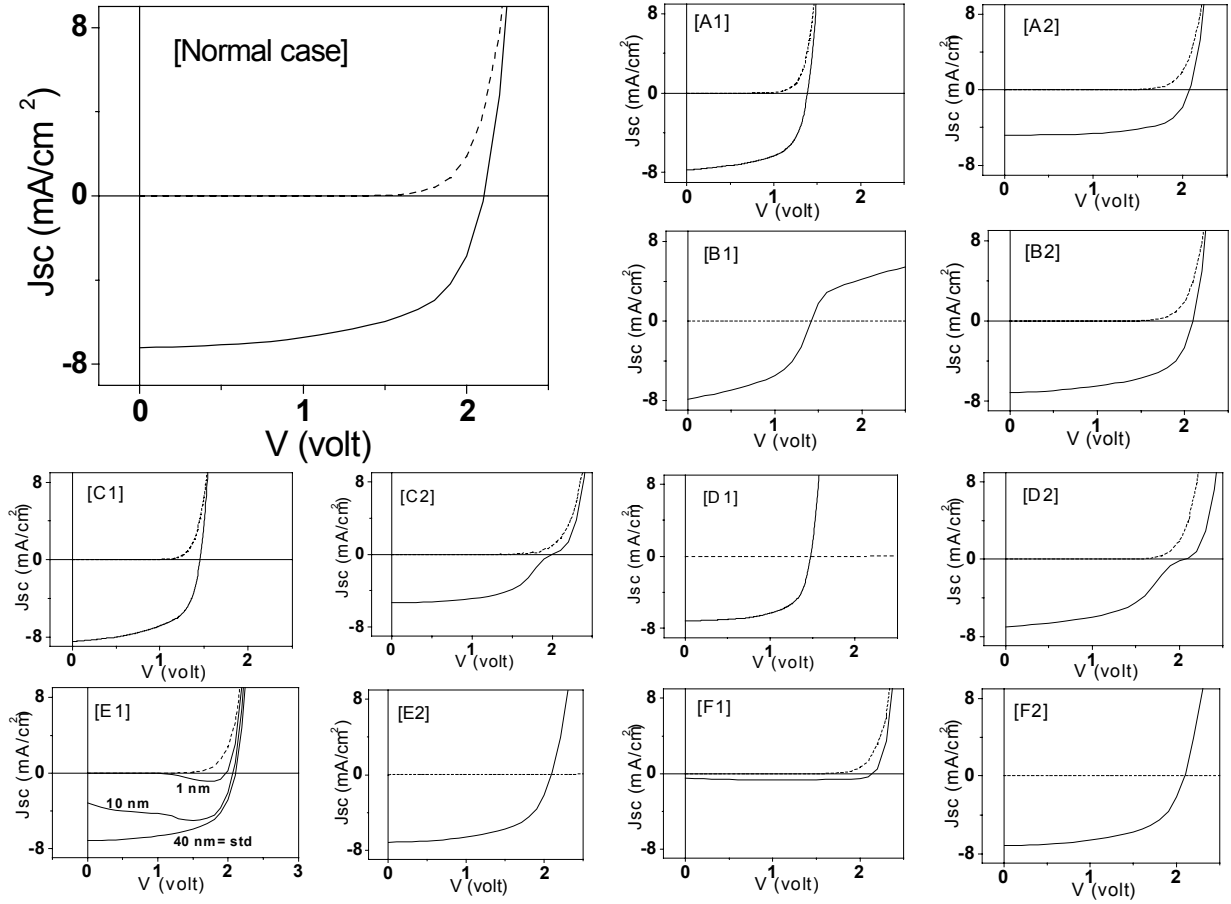 8
[Normal case]
Jsc (mA/cm 2)
0
-8
0 1 2
V (volt)
8
[A1]
Jsc (mA/cm2)
0
-8
0 1 2
V (volt)
8
[A2]
Jsc (mA/cm2)
0
-8
0 1 2
V (volt)
8
[B1]
Jsc (mA/cm2)
0
-8
0 1 2
V (volt)
8
[B2]
Jsc (mA/cm2)
0
-8
0 1 2
V (volt)
8
[C1]
Jsc (mA/cm2)
0
-8
0 1 2
V (volt)
8
[C2]
Jsc (mA/cm2)
0
-8
0 1 2
V (volt)
8
[D1]
Jsc (mA/cm2)
0
-8
0 1 2
V (volt)
8
[D2]
Jsc (mA/cm2)
0
-8
0 1 2
V (volt)
8
[E1]
Jsc (mA/cm2)
0
1 nm
10 nm
40 nm= std
-8
0 1 2 3
V (volt)
8
[E2]
Jsc (mA/cm2)
0
-8
0 1 2
V (volt)
8
[F1]
Jsc (mA/cm2)
0
-8
0 1 2
V (volt)
8
[F2]
Jsc (mA/cm2)
0
-8
0 1 2
V (volt)